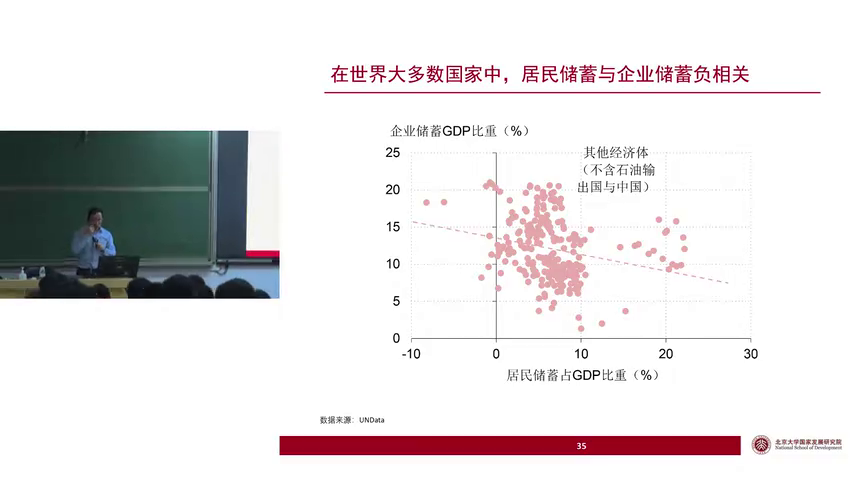 在世界大多数国家中，居民储蓄与企业储蓄负相关
企业储蓄GDP比重（%）
其他经济体
（不含石油输
出国与中国）
25
20
15
10
5
0
-10
0
10
20
30
居民储蓄占GDP比重（%）
数据来源：UNData
35
北京大学国家发展研究院
National School of Development